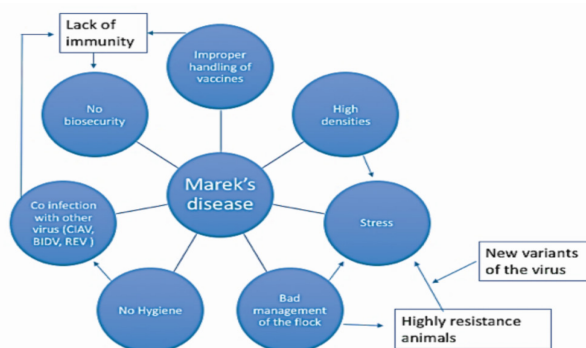 Lack of
immunity
Improper
handling of
vaccines
No
biosecurity
High
densities
Marek's
disease
Co infection
with other
virus (CIAV,
BIDV, REV )
Stress
New variants
of the virus
No Hygiene
Bad
management
of the flock
Highly resistance
animals